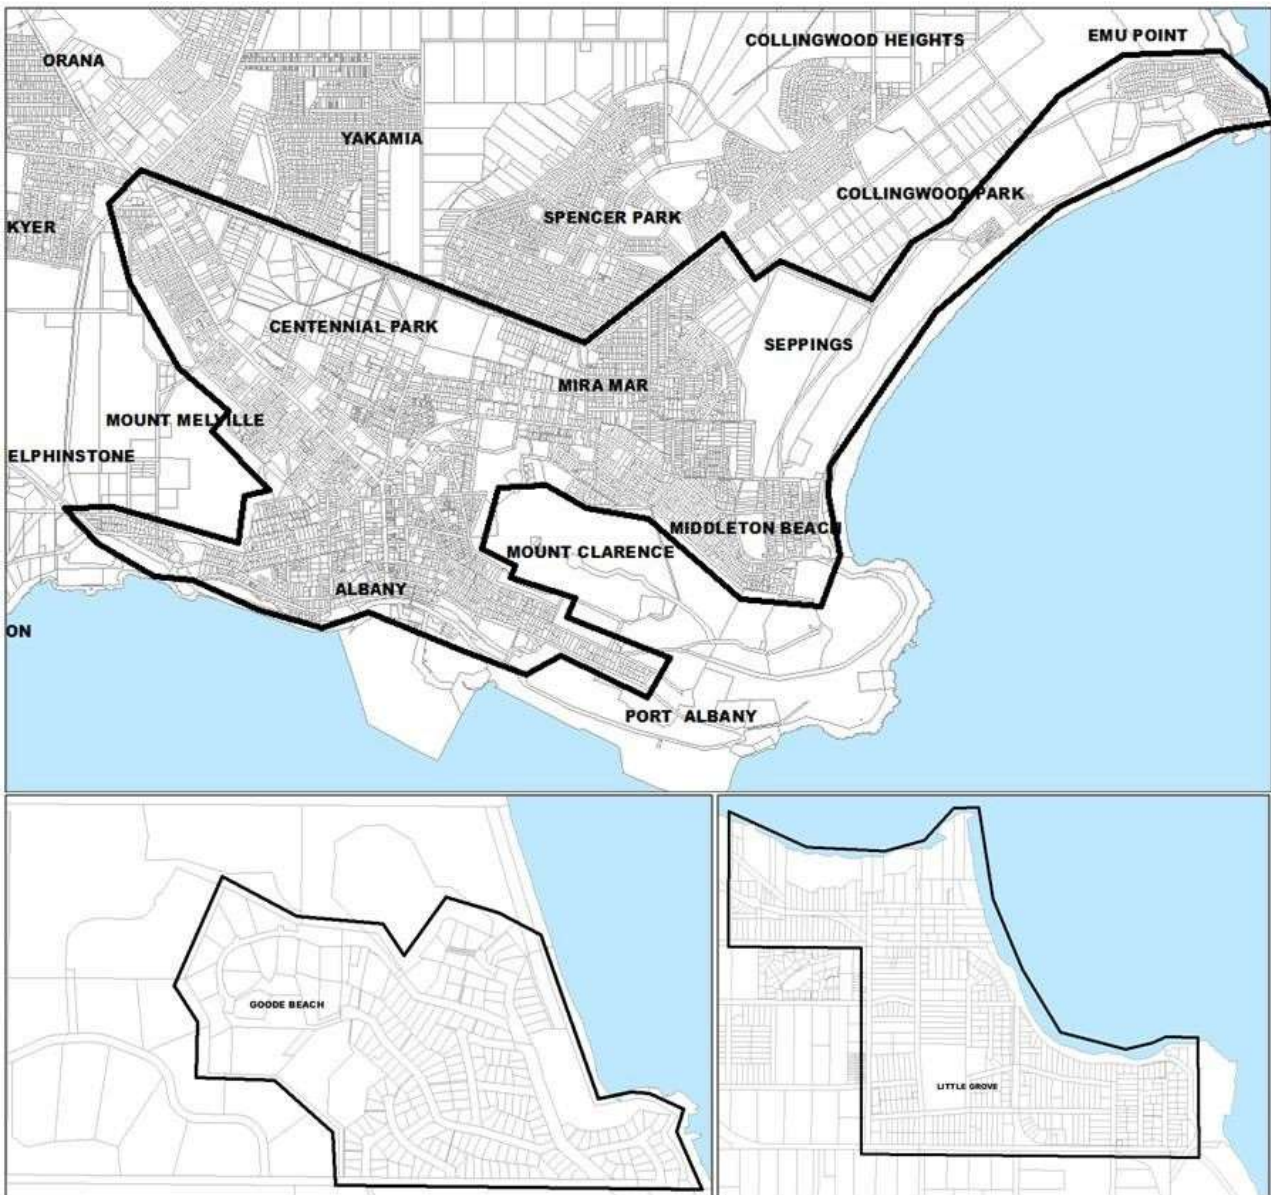 EMU POINT
COLLINGWOOD HEIGHTS
ORANA
YAKAMIA
COLLINGWOOD PARK
SPENCER PARK
KYER
CENTENNIAL PARK
SEPPINGS
MIRA MAR
MOUNT MELVILLE
ELPHINSTONE
MIDDLETON BEACH
MOUNT CLARENCE
ALBANY
ON
PORT ALBANY
GOODE BEACH
LITTLE GROVE